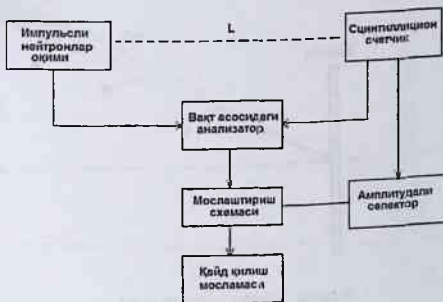 Импульсли
нейтронлар
оқими
L
Сцинтилляцион
счетчик
Вақт асосидаги
анализатор
Мослаштириш
схемаси
Амплитудали
селектор
Қайд қилиш
мосламаси